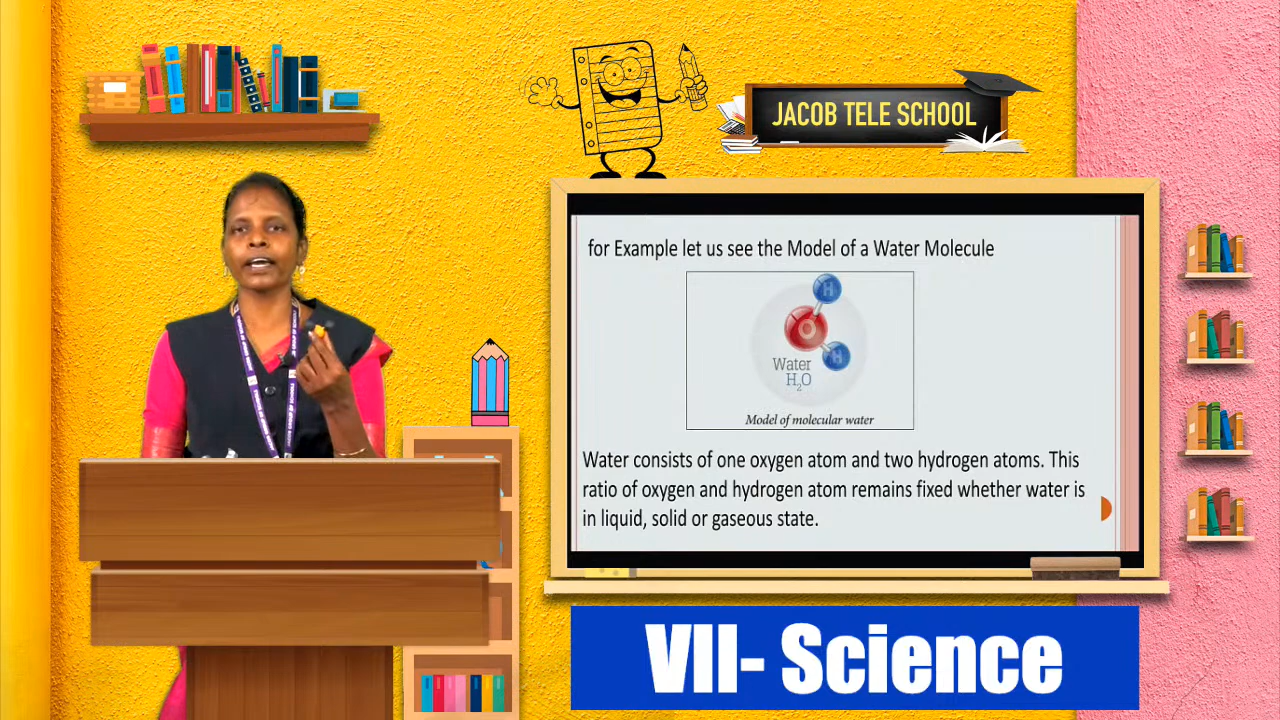 JACOB TELE SCHOOL
for Example let us see the Model of a Water Molecule
H
O
H
Water
H₂O
Model of molecular water
Water consists of one oxygen atom and two hydrogen atoms. This
ratio of oxygen and hydrogen atom remains fixed whether water is
in liquid, solid or gaseous state.
VII- Science